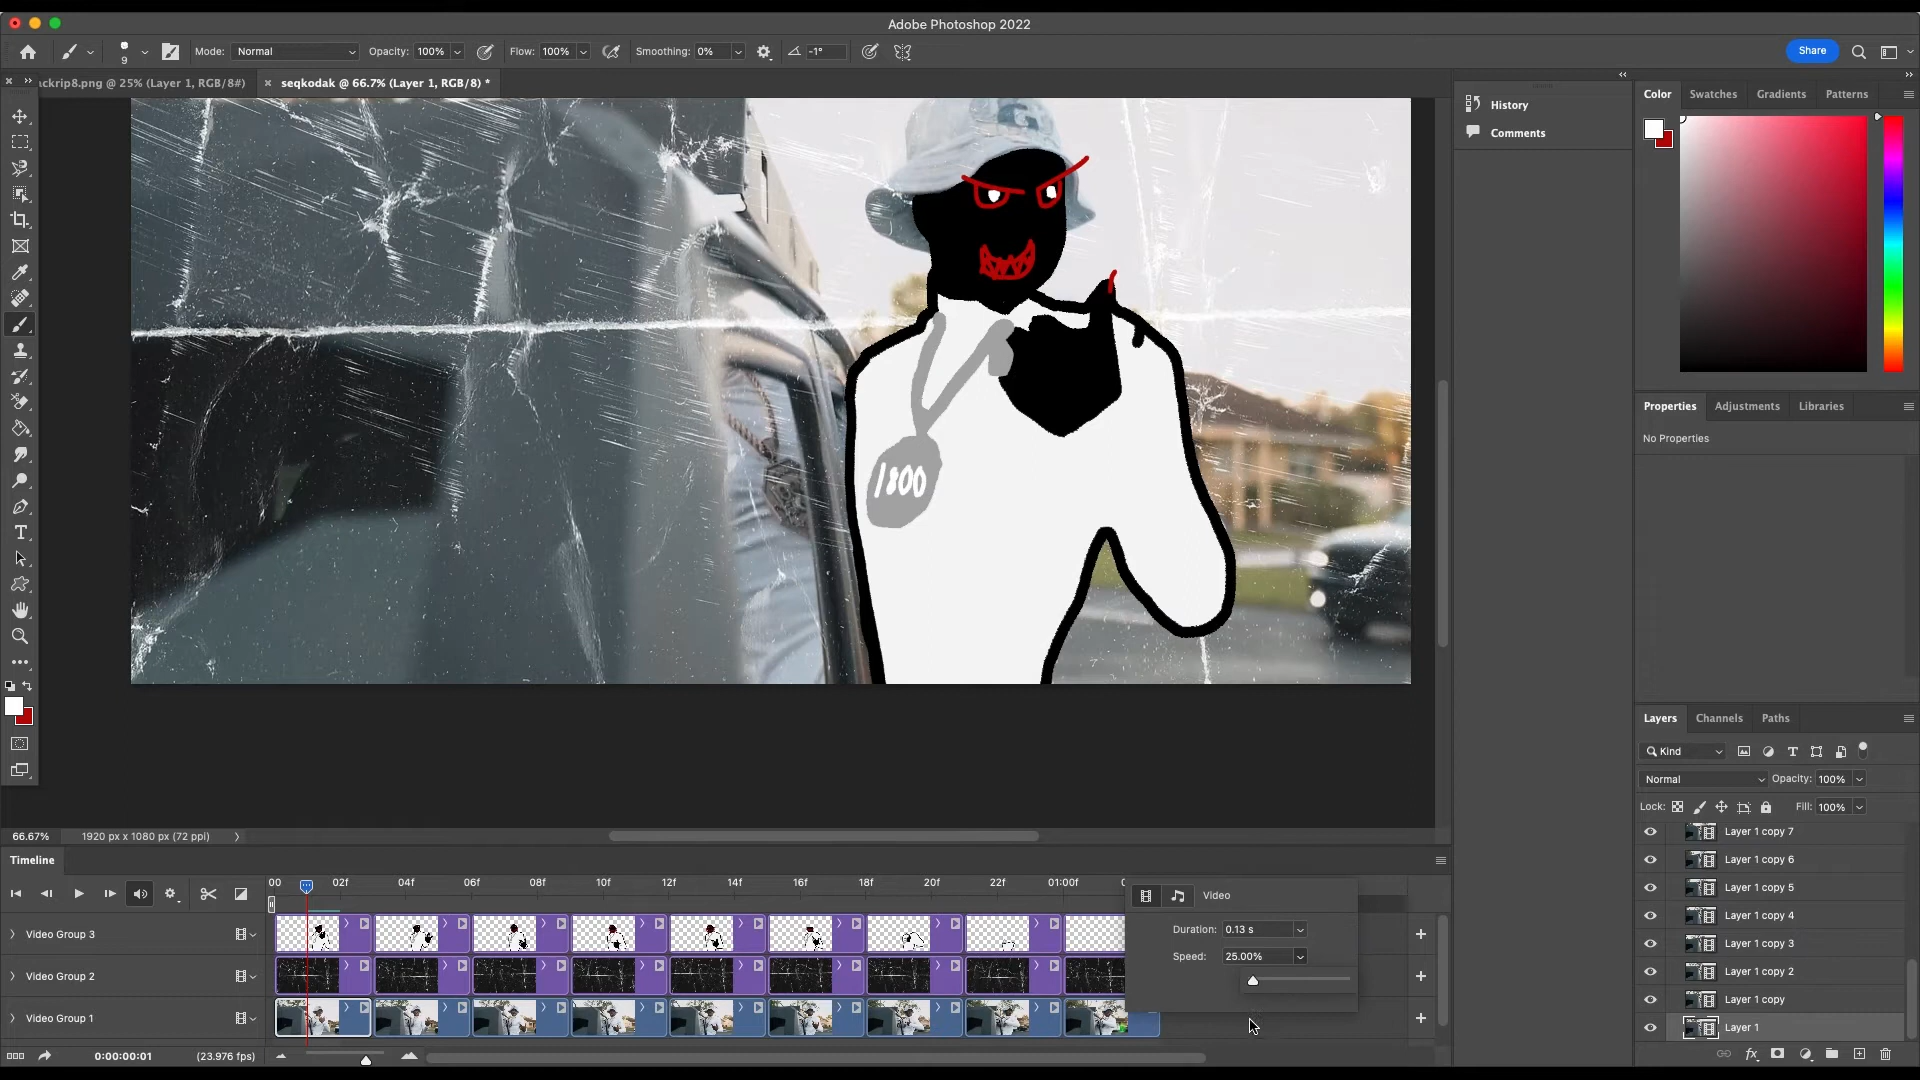 Adobe Photoshop 2022
9
Mode: Normal
Opacity: 100%
Flow: 100%
Smoothing: 0%
-1°
Share
ckrip8.png @ 25% (Layer 1, RGB/8#)
seqkodak @ 66.7% (Layer 1, RGB/8) *
History
Comments
Color
Swatches
Gradients
Patterns
1800
Properties
Adjustments
Libraries
No Properties
Layers
Channels
Paths
Kind
Normal
Opacity: 100%
Lock:
Fill: 100%
Layer 1 copy 7
Layer 1 copy 6
Layer 1 copy 5
Layer 1 copy 4
Layer 1 copy 3
Layer 1 copy 2
Layer 1 copy
Layer 1
66.67%
1920 px x 1080 px (72 ppi)
Timeline
00
02f
04f
06f
08f
10f
12f
14f
16f
18f
20f
22f
01:00f
Video
Duration: 0.13 s
Speed: 25.00%
Video Group 3
Video Group 2
Video Group 1
0:00:00:01
(23.976 fps)